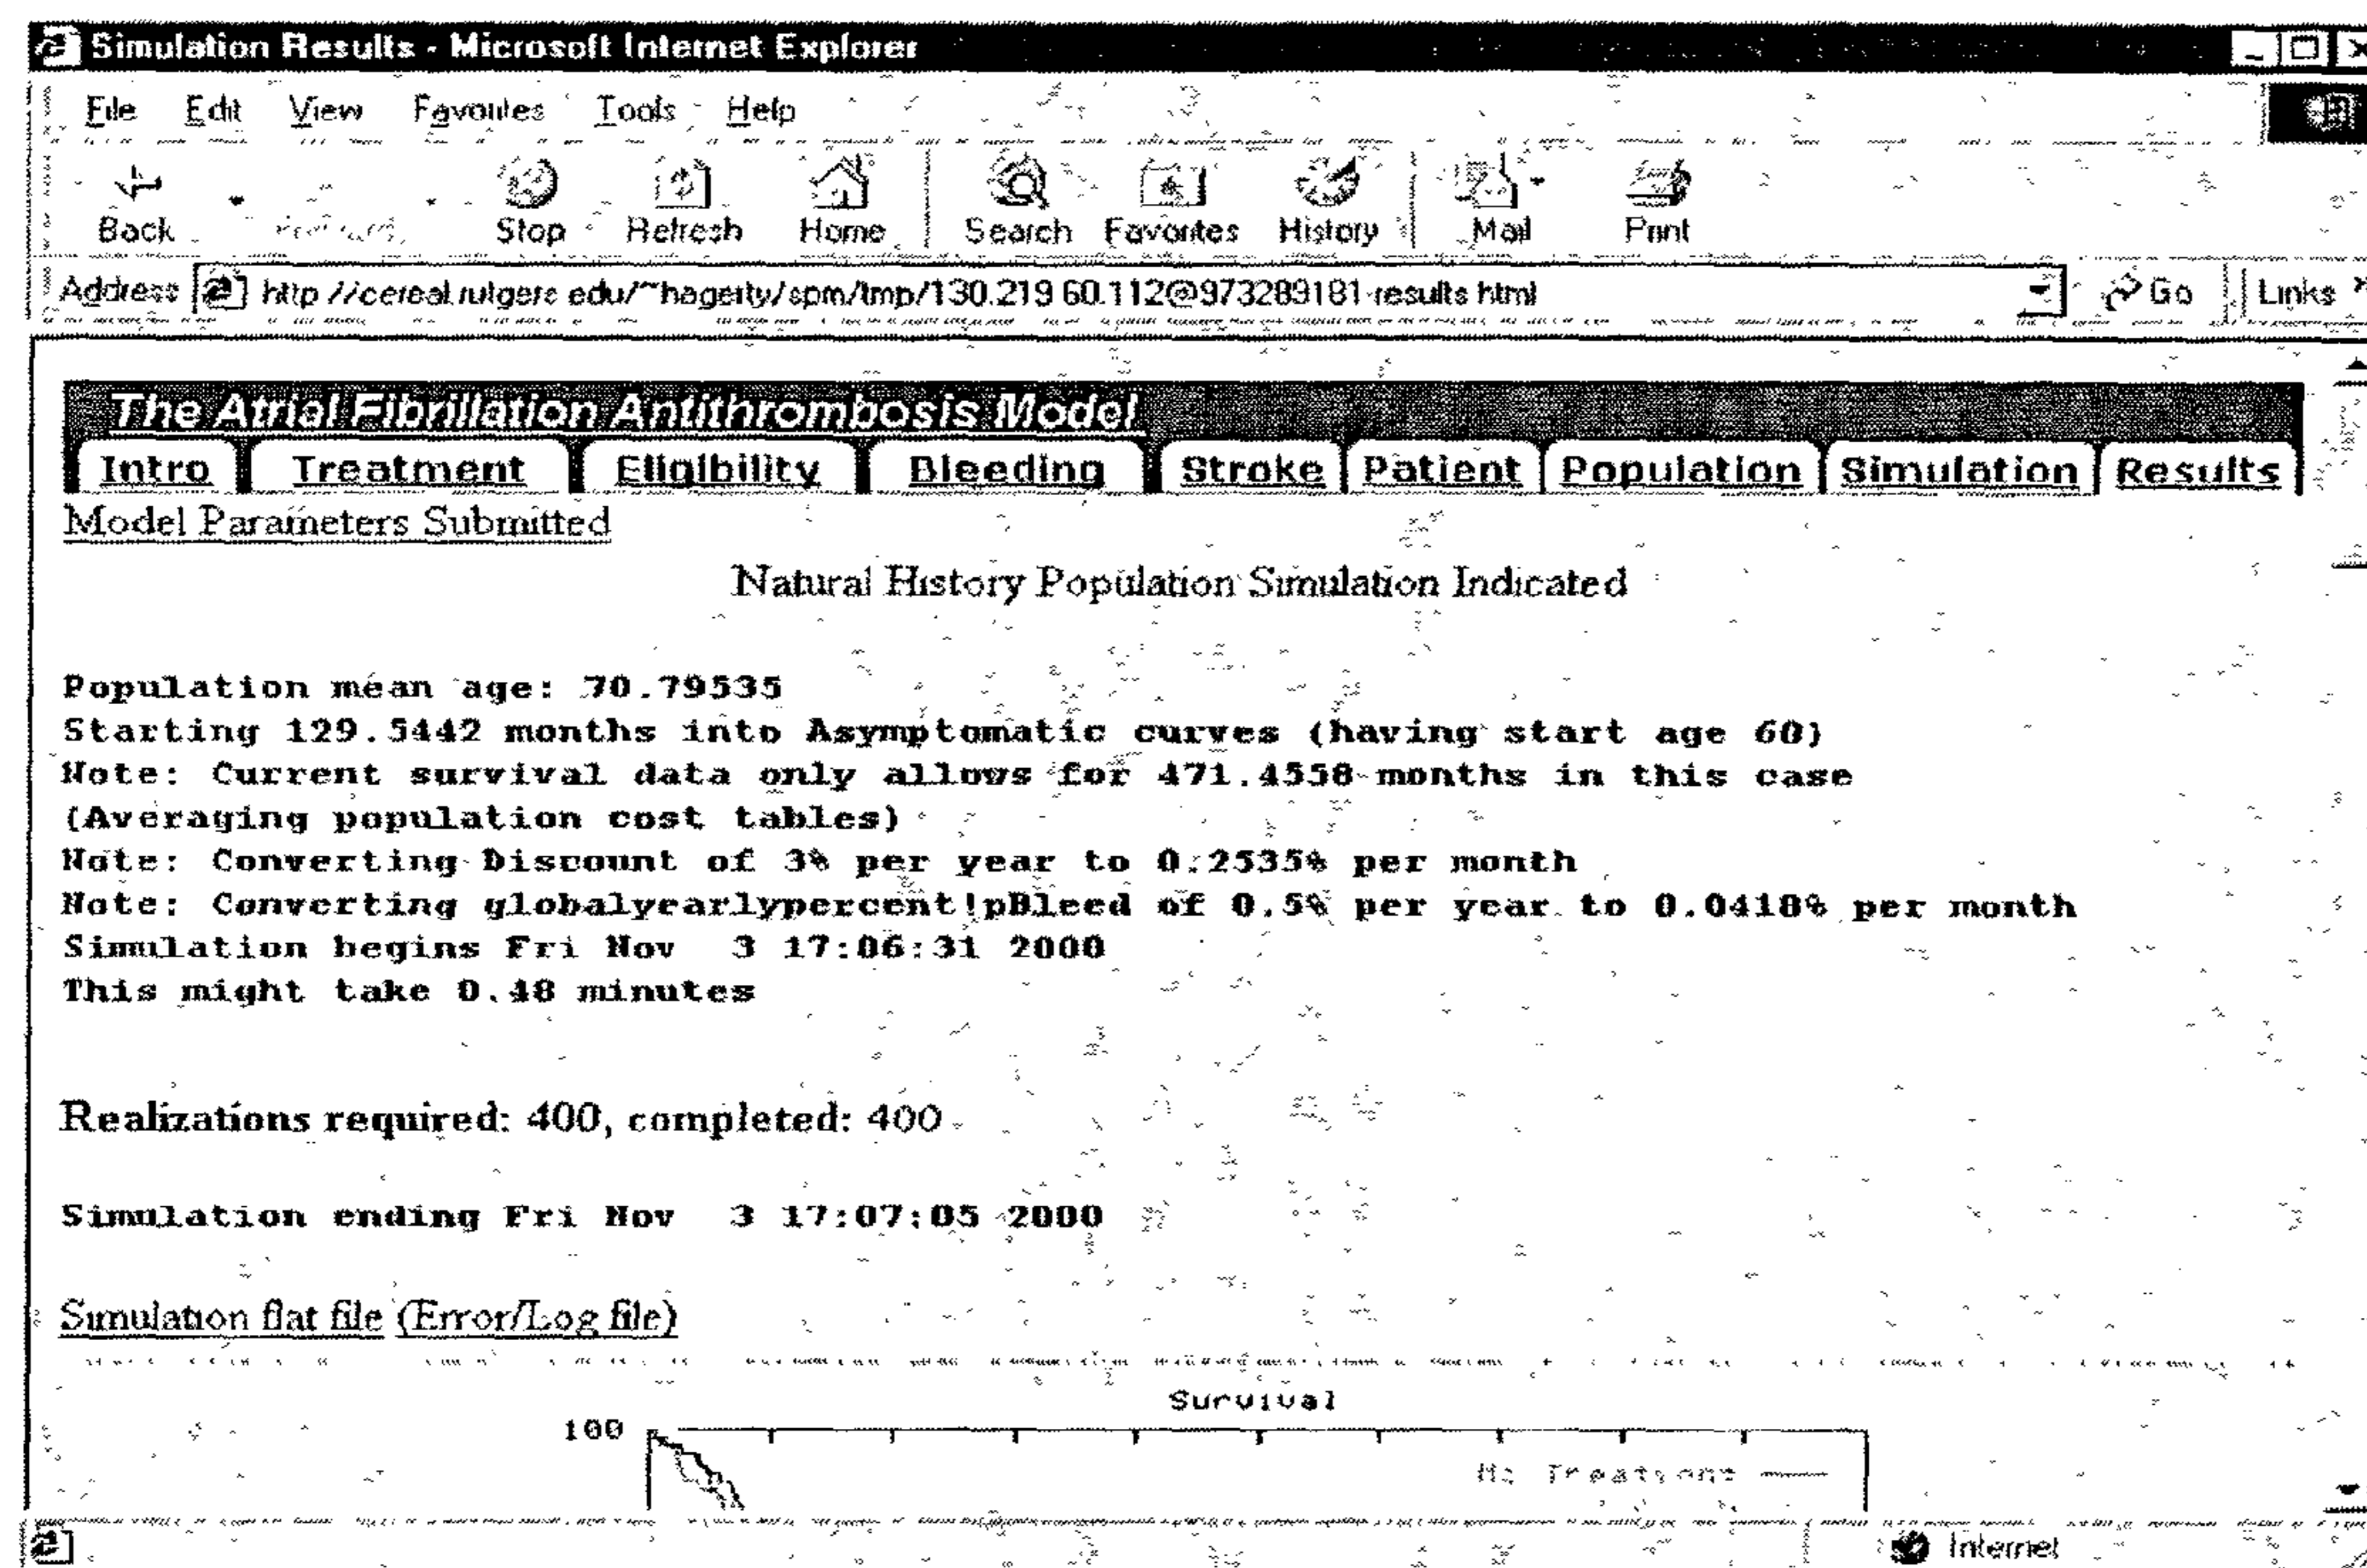 Simulation Results - Microsoft Internet Explorer
File Edit View Favorites Tools Help
Back Stop Refresh Home Search Favorites History Mail Print
Address http://cereal.rutgers.edu/~hagerty/spm/tmp/130.219.60.112@973289181-results.html Go Links
The Atrial Fibrillation Antithrombosis Model
Intro Treatment Eligibility Bleeding Stroke Patient Population Simulation Results
Model Parameters Submitted
Natural History Population Simulation Indicated
Population mean age: 70.79535
Starting 129.5442 months into Asymptomatic curves (having start age 60)
Note: Current survival data only allows for 471.4558 months in this case
(Averaging population cost tables)
Note: Converting Discount of 3% per year to 0.2535% per month
Note: Converting globalyearlypercent!pBleed of 0.5% per year to 0.0418% per month
Simulation begins Fri Nov 3 17:06:31 2000
This might take 0.48 minutes
Realizations required: 400, completed: 400
Simulation ending Fri Nov 3 17:07:05 2000
Simulation flat file (Error/Log file)
Survival
100
No Treatment
Internet